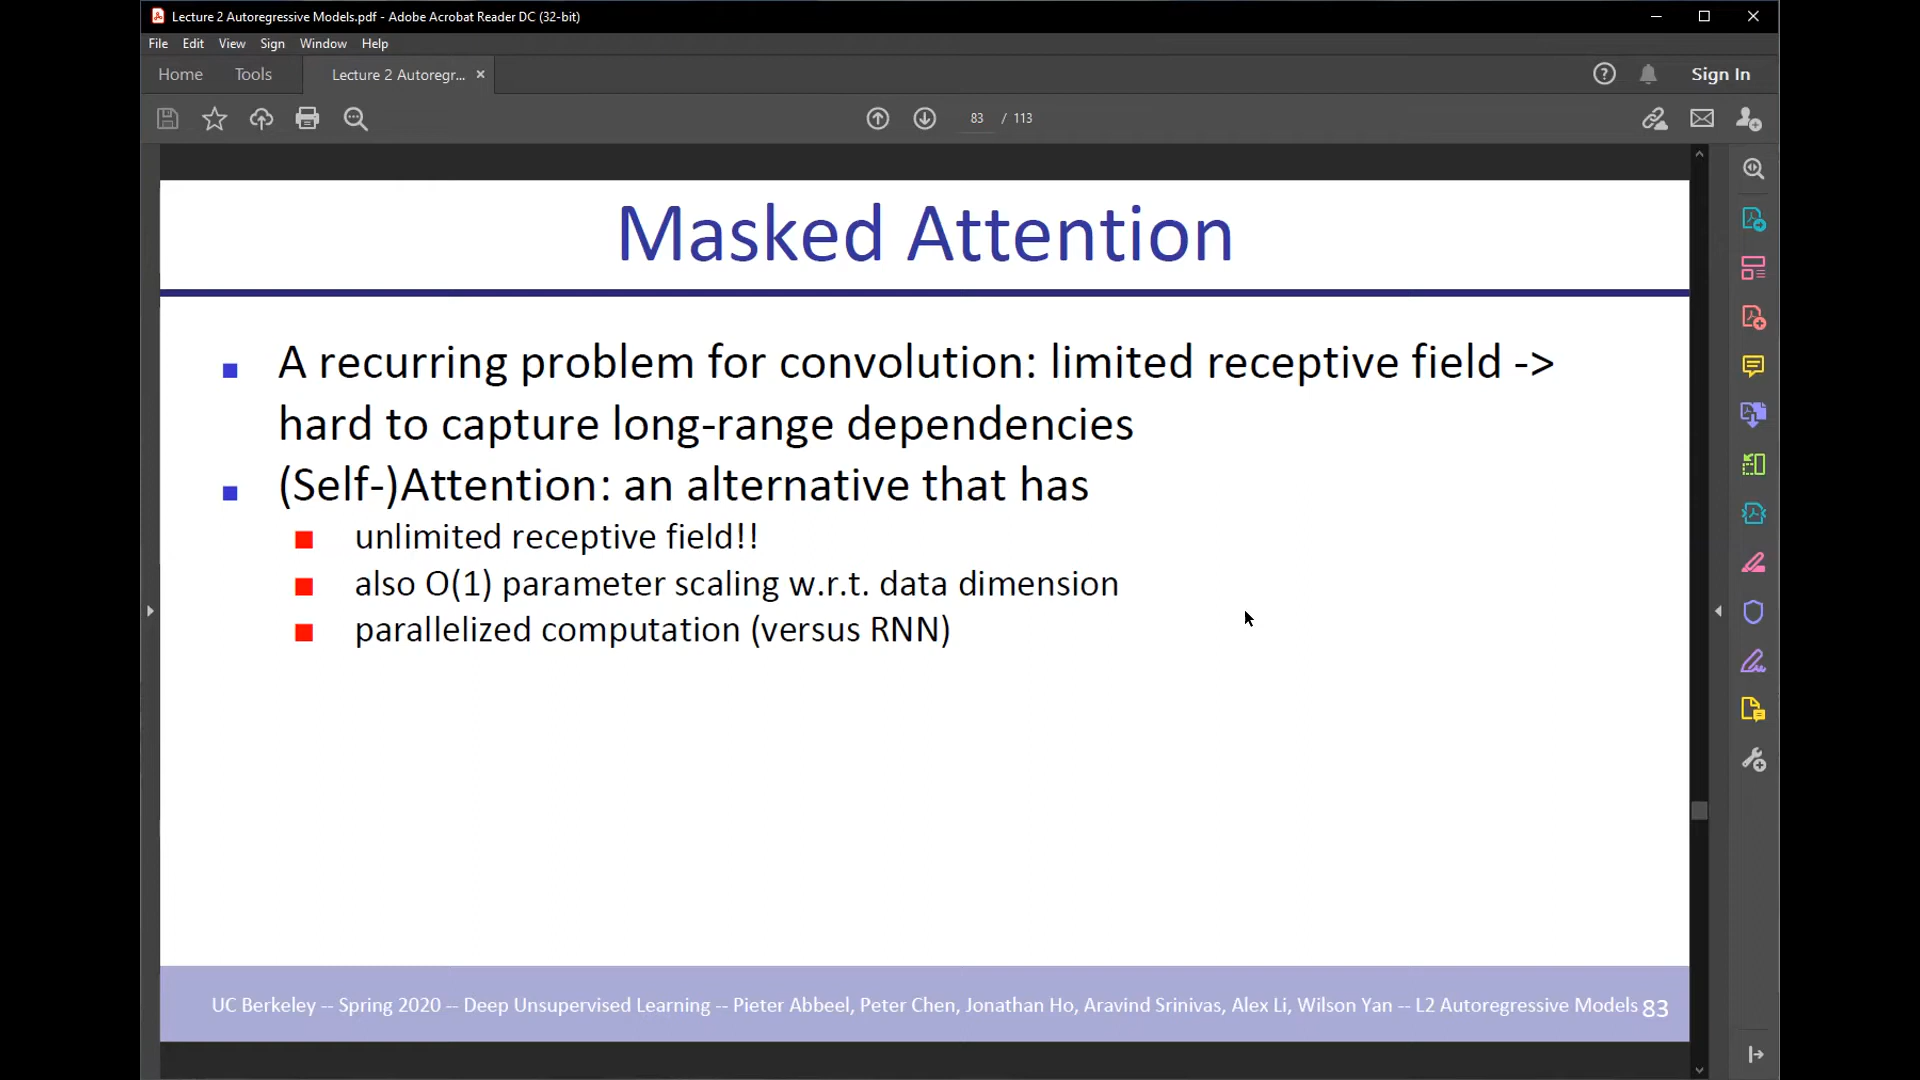 Lecture 2 Autoregressive Models.pdf - Adobe Acrobat Reader DC (32-bit)
File Edit View Sign Window Help
Home Tools Lecture 2 Autoregr... × Sign In
83 / 113
Masked Attention
A recurring problem for convolution: limited receptive field ->
hard to capture long-range dependencies
(Self-)Attention: an alternative that has
unlimited receptive field!!
also O(1) parameter scaling w.r.t. data dimension
parallelized computation (versus RNN)
UC Berkeley -- Spring 2020 -- Deep Unsupervised Learning -- Pieter Abbeel, Peter Chen, Jonathan Ho, Aravind Srinivas, Alex Li, Wilson Yan -- L2 Autoregressive Models 83